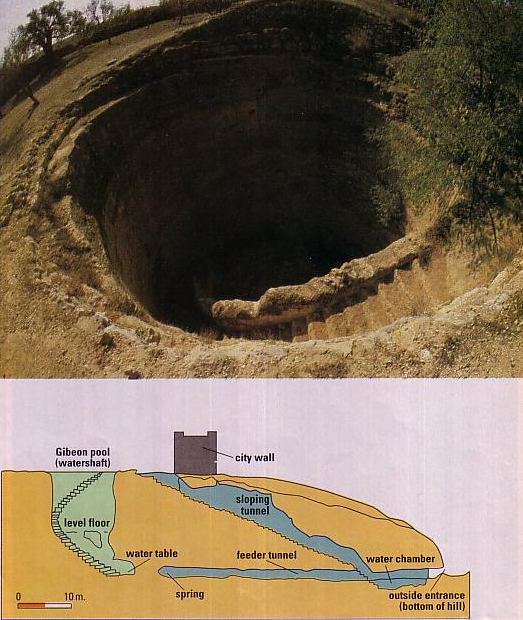 Gibeon pool
(watershaft)
city wall
sloping
tunnel
level floor
water table
feeder tunnel
water chamber
spring
outside entrance
(bottom of hill)
0 10 m.